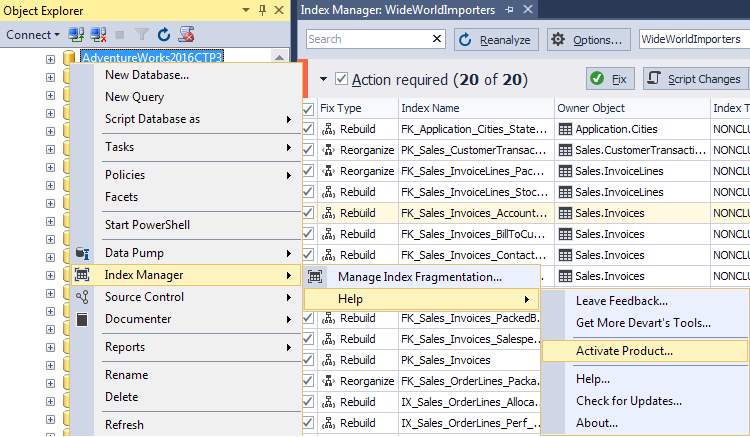 Object Explorer
Connect
AdventureWorks2016CTP3
New Database...
New Query
Script Database as
Tasks
Policies
Facets
Start PowerShell
Data Pump
Index Manager
Source Control
Documenter
Reports
Rename
Delete
Refresh
Index Manager: WideWorldImporters
Search
Reanalyze
Options...
WideWorldImporters
Action required (20 of 20)
Fix
Script Changes
Fix Type Index Name Owner Object Index T
Rebuild FK_Application_Cities_State... Application.Cities NONCLU
Reorganize PK_Sales_CustomerTransac... Sales.CustomerTransacti... NONCLU
Rebuild FK_Sales_InvoiceLines_Pac... Sales.InvoiceLines NONCLU
Rebuild FK_Sales_InvoiceLines_Stoc... Sales.InvoiceLines NONCLU
Rebuild FK_Sales_Invoices_Account... Sales.Invoices NONCLU
Rebuild FK_Sales_Invoices_BillToCu... Sales.Invoices NONCLU
Rebuild FK_Sales_Invoices_Contact... Sales.Invoices NONCLU
Sales.Invoices NONCLU
Manage Index Fragmentation...
Help
Rebuild FK_Sales_Invoices_PackedB...
Rebuild FK_Sales_Invoices_Salespe...
Rebuild PK_Sales_Invoices
Reorganize FK_Sales_OrderLines_Packa...
Rebuild IX_Sales_OrderLines_Alloca...
Rebuild IX_Sales_OrderLines_Perf_...
Leave Feedback...
Get More Devart's Tools...
Activate Product...
Help...
Check for Updates...
About...